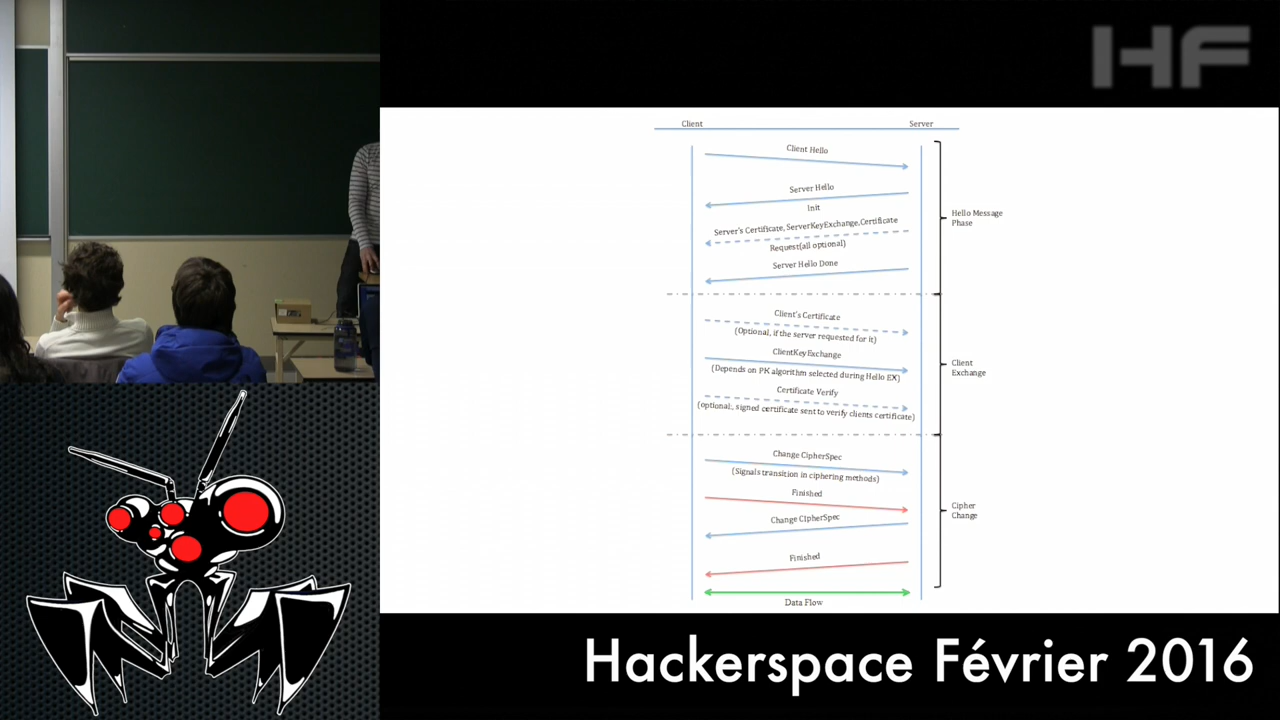 HF
Client Server
Client Hello
Server Hello
Init
Server's Certificate, ServerKeyExchange,Certificate
Request(all optional)
Server Hello Done
Hello Message
Phase
Client's Certificate
(Optional, if the server requested for it)
ClientKeyExchange
(Depends on PK algorithm selected during Hello EX)
Certificate Verify
(optional;, signed certificate sent to verify clients certificate)
Client
Exchange
Change CipherSpec
(Signals transition in ciphering methods)
Finished
Change CIpherSpec
Finished
Data Flow
Cipher
Change
Hackerspace Février 2016